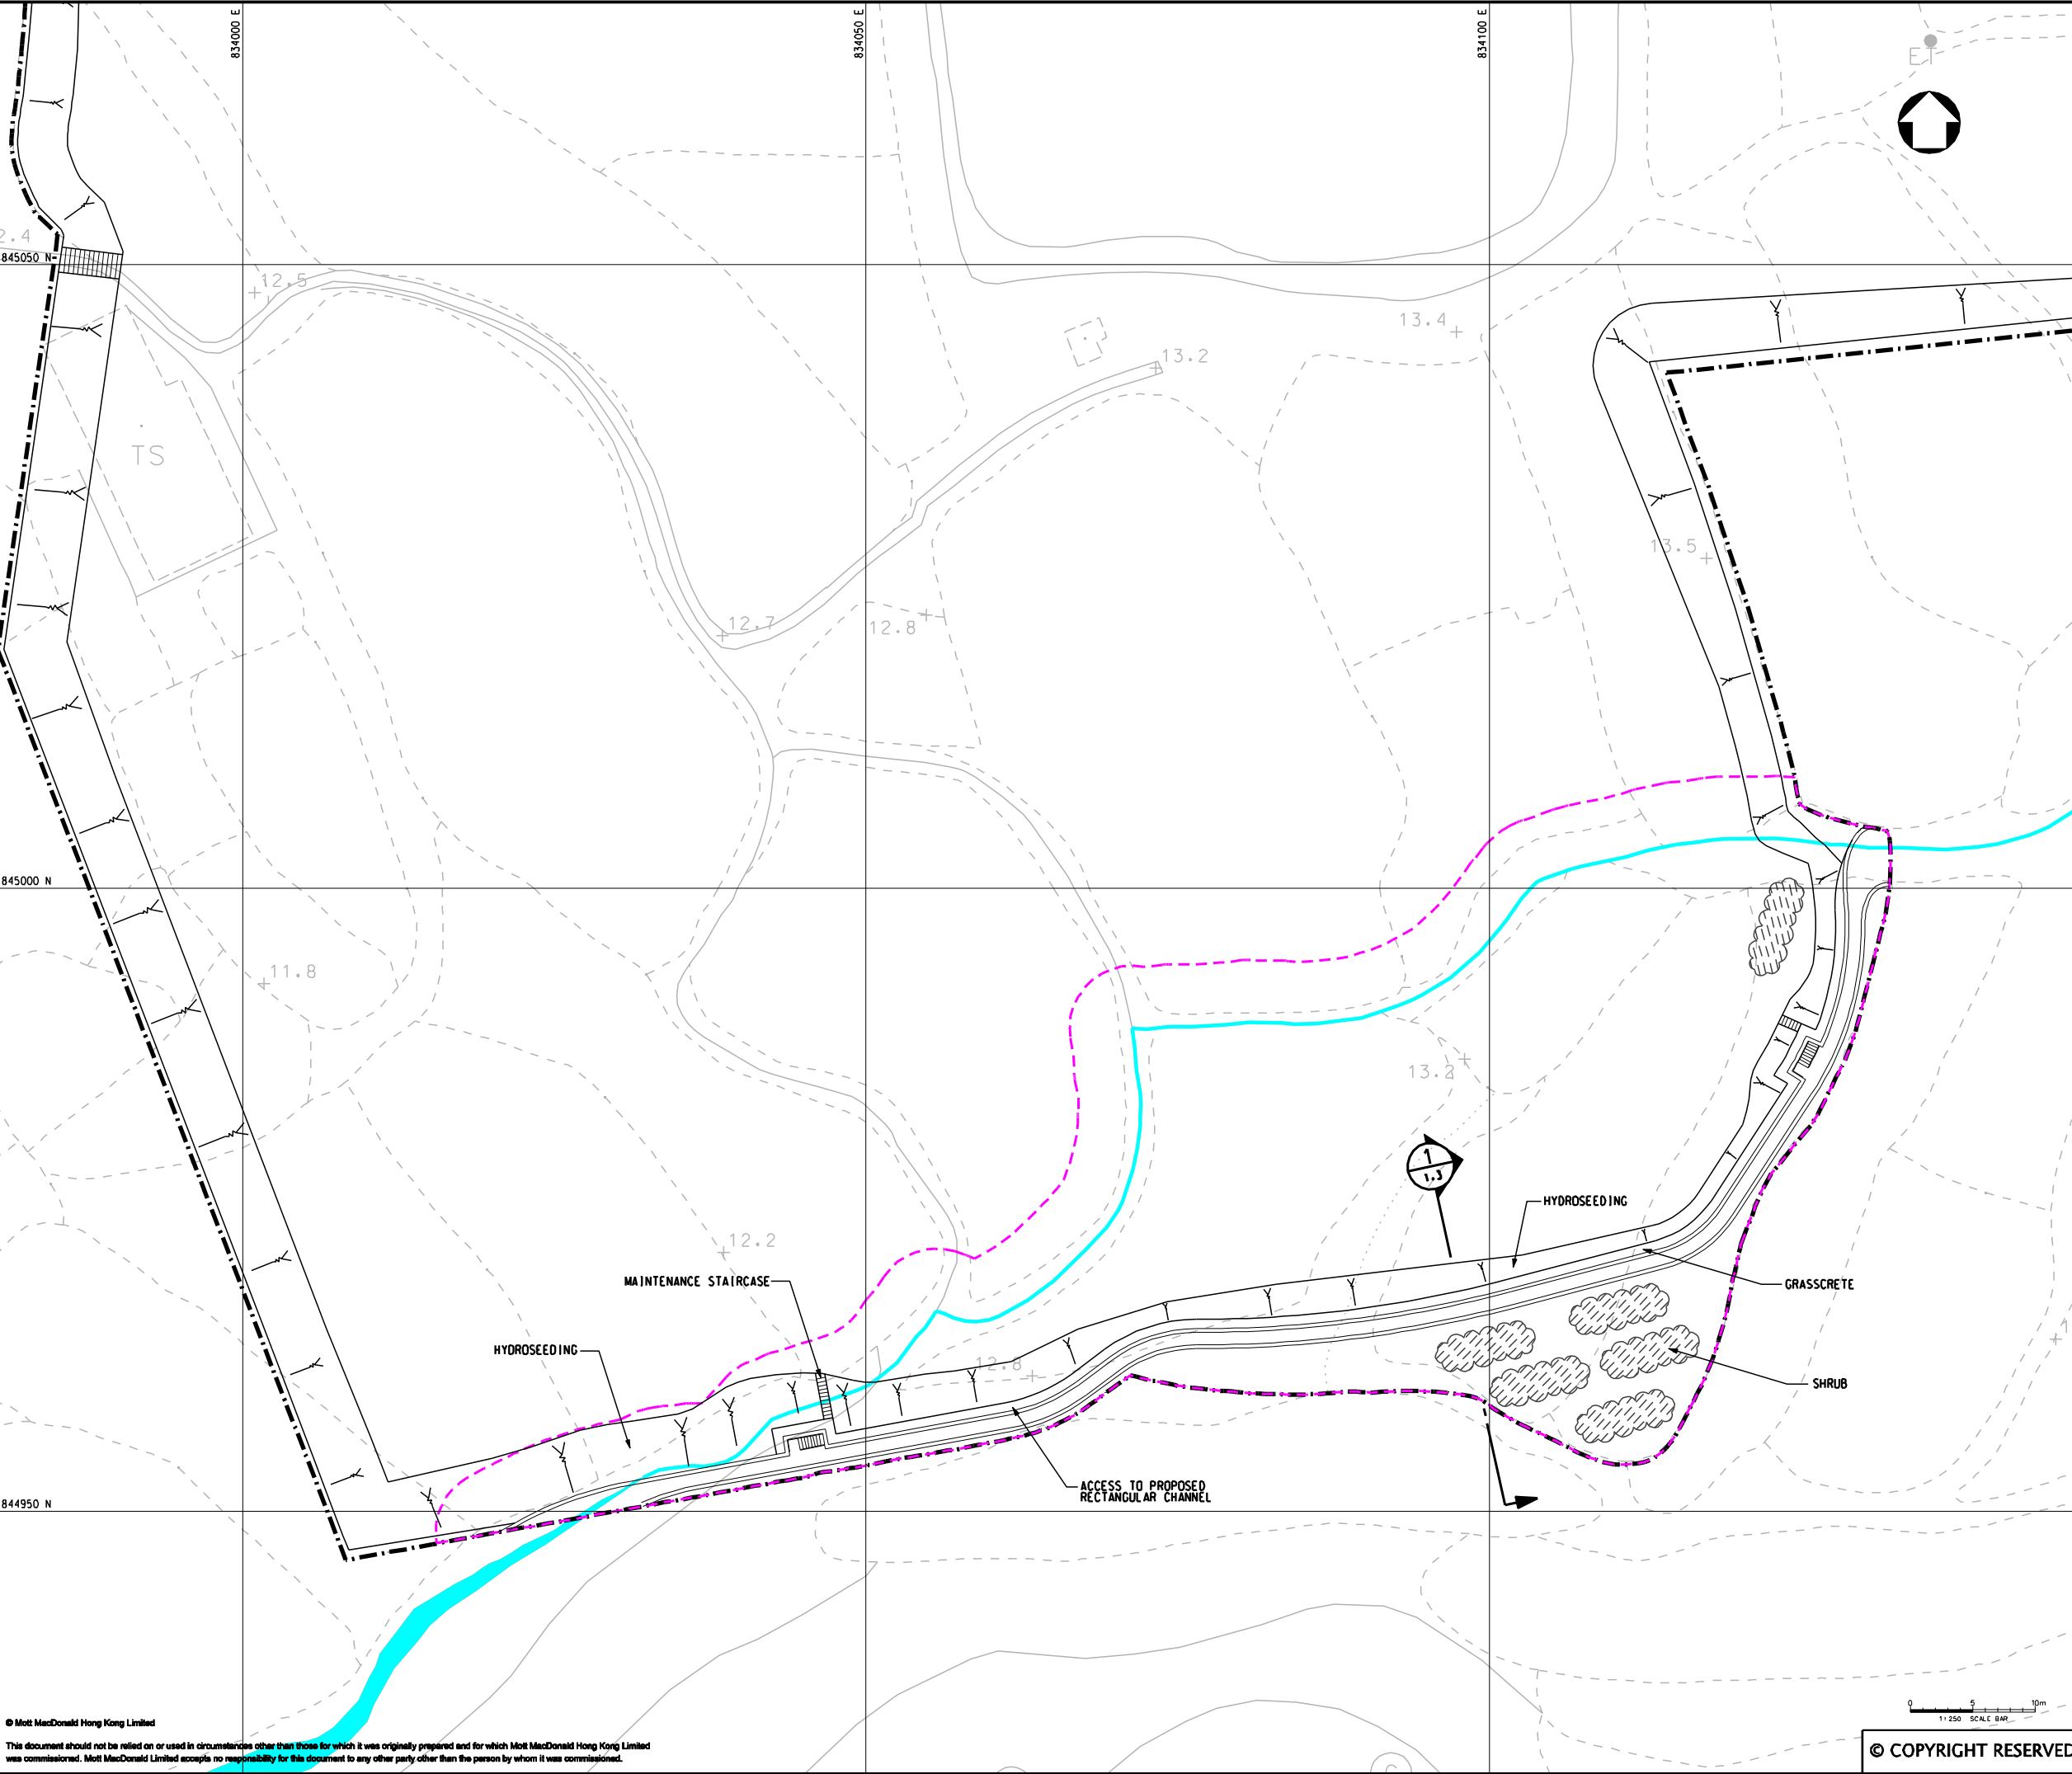 834000 E
834050 E
834100 E
ET
2.4
845050 N
12.5
13.4
13.2
TS
13.5
12.7
12.8
845000 N
11.8
13.2
1
1.3
HYDROSEEDING
12.2
MAINTENANCE STAIRCASE
GRASSCRETE
HYDROSEEDING
12.8
SHRUB
ACCESS TO PROPOSED
RECTANGULAR CHANNEL
844950 N
0 5 10m
1:250 SCALE BAR
© Mott MacDonald Hong Kong Limited
This document should not be relied on or used in circumstances other than those for which it was originally prepared and for which Mott MacDonald Hong Kong Limited
was commissioned. Mott MacDonald Limited accepts no responsibility for this document to any other party other than the person by whom it was commissioned.
© COPYRIGHT RESERVED